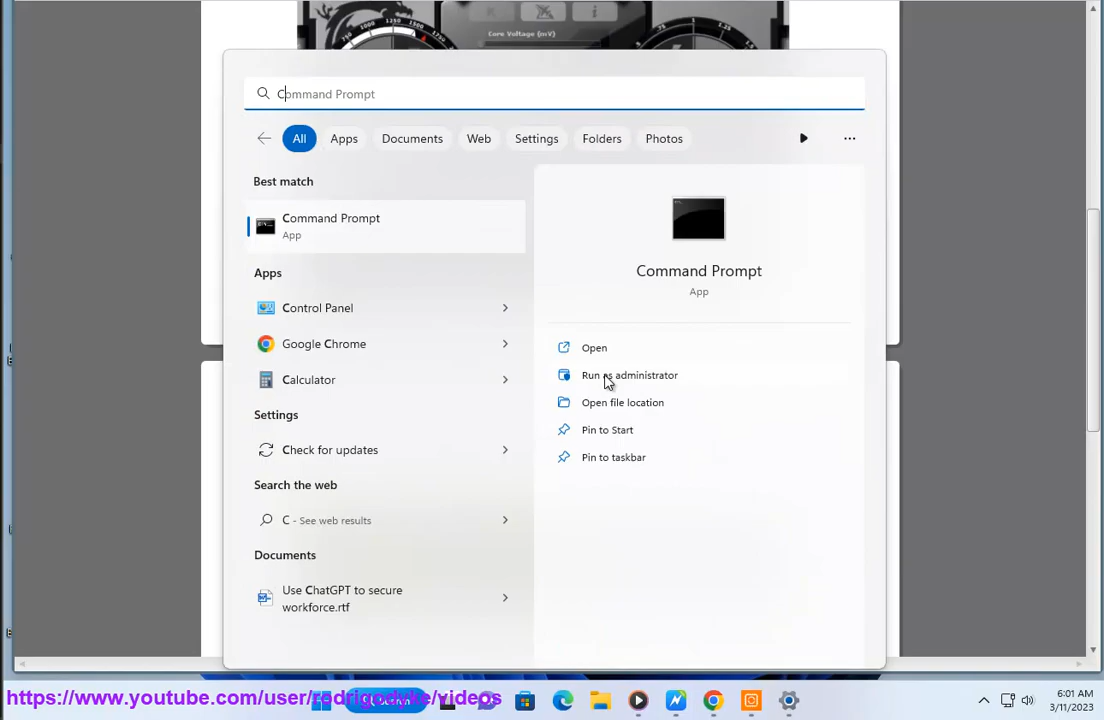 Core Voltage (mV)
Command Prompt
All
Apps
Documents
Web
Settings
Folders
Photos
Best match
Command Prompt
App
Apps
Control Panel
Google Chrome
Calculator
Settings
Check for updates
Search the web
C - See web results
Documents
Use ChatGPT to secure
workforce.rtf
Command Prompt
App
Open
Run as administrator
Open file location
Pin to Start
Pin to taskbar
https://www.youtube.com/user/rodrigodyke/videos
6:01 AM
3/11/2023